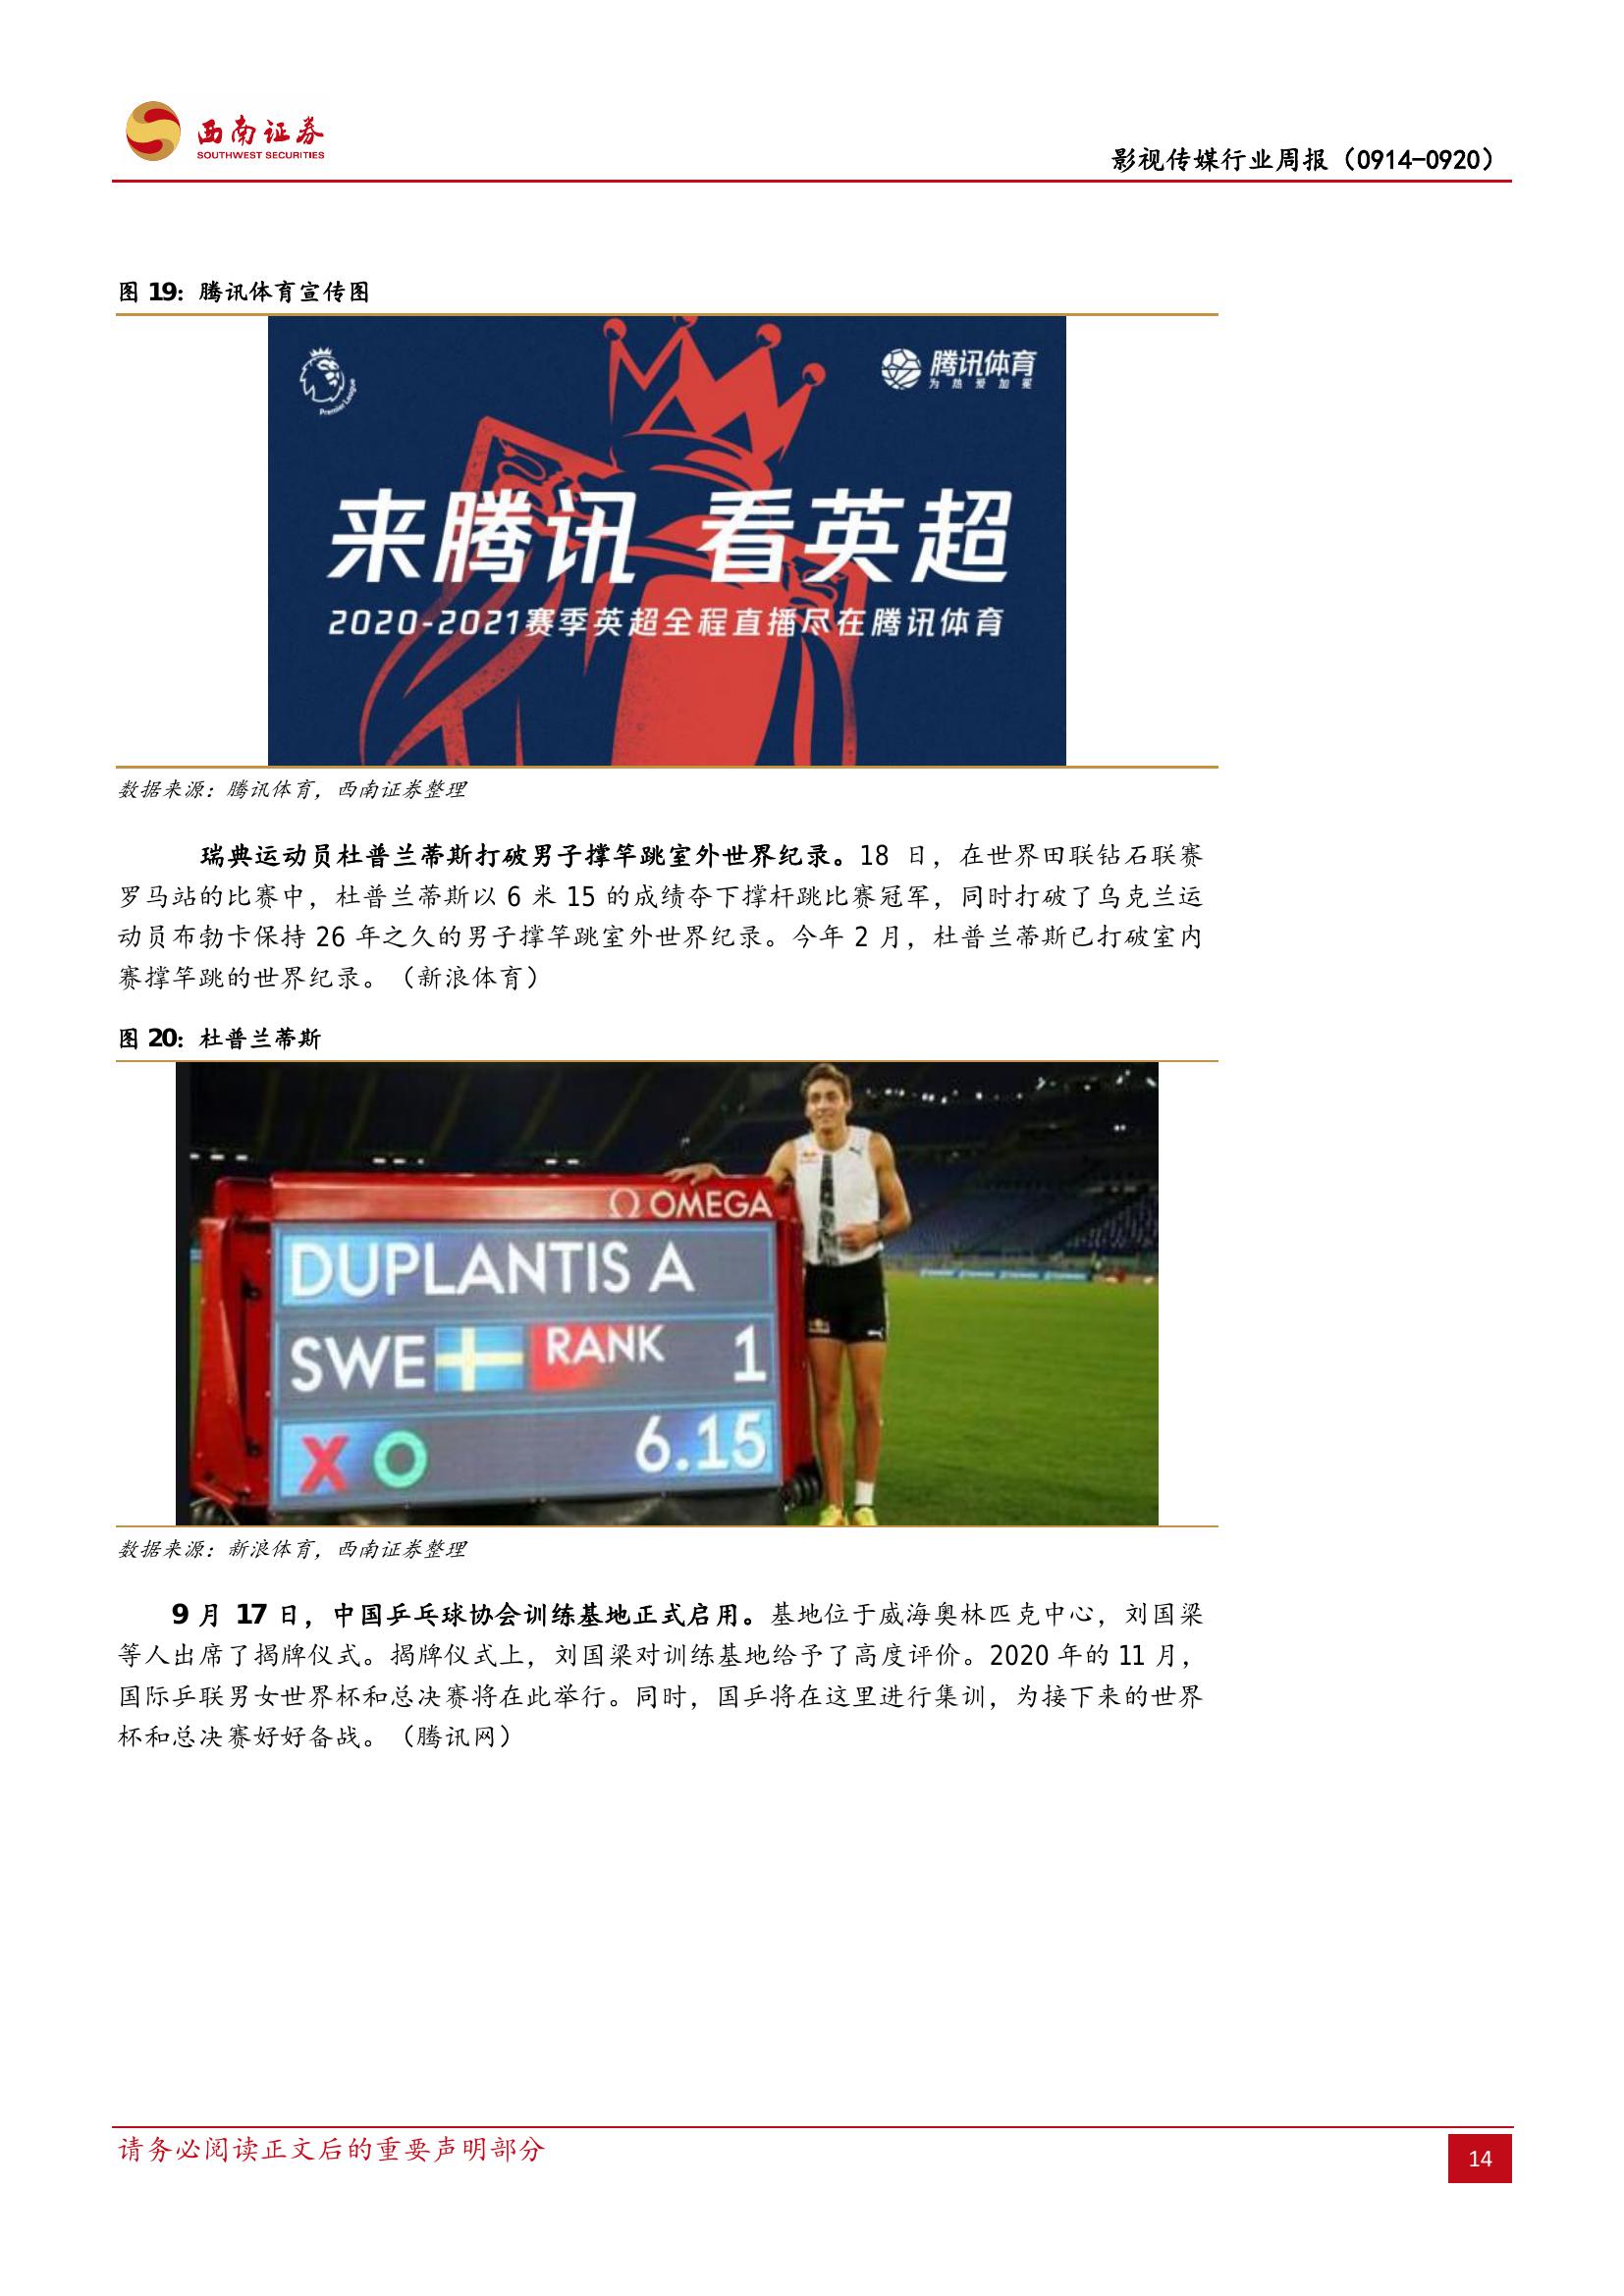 西南证券
SOUTHWEST SECURITIES
影视传媒行业周报（0914-0920）
图 19：腾讯体育宣传图
Premier League
腾讯体育
为热爱加冕
来腾讯 看英超
2020-2021赛季英超全程直播尽在腾讯体育
数据来源：腾讯体育，西南证券整理
瑞典运动员杜普兰蒂斯打破男子撑竿跳室外世界纪录。18 日，在世界田联钻石联赛
罗马站的比赛中，杜普兰蒂斯以 6 米 15 的成绩夺下撑杆跳比赛冠军，同时打破了乌克兰运
动员布勃卡保持 26 年之久的男子撑竿跳室外世界纪录。今年 2 月，杜普兰蒂斯已打破室内
赛撑竿跳的世界纪录。（新浪体育）
图 20：杜普兰蒂斯
Ω OMEGA
DUPLANTIS A
SWE RANK 1
X O 6.15
数据来源：新浪体育，西南证券整理
9 月 17 日，中国乒乓球协会训练基地正式启用。基地位于威海奥林匹克中心，刘国梁
等人出席了揭牌仪式。揭牌仪式上，刘国梁对训练基地给予了高度评价。2020 年的 11 月，
国际乒联男女世界杯和总决赛将在此举行。同时，国乒将在这里进行集训，为接下来的世界
杯和总决赛好好备战。（腾讯网）
请务必阅读正文后的重要声明部分
14